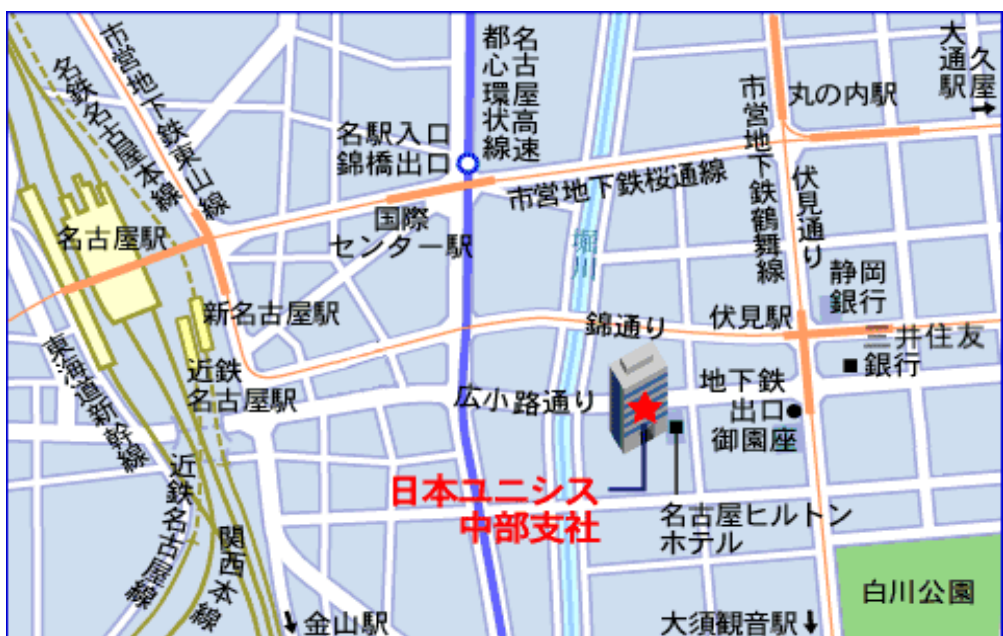 市営地下鉄東山線
名鉄名古屋本線
名古屋高速
都心環状線
久屋
大通駅
丸の内駅
市営地下鉄鶴舞線
伏見通り
名駅入口
錦橋出口
市営地下鉄桜通線
国際
センター駅
名古屋駅
堀川
静岡
銀行
新名古屋駅
錦通り
伏見駅
三井住友
銀行
東海道新幹線
近鉄
名古屋駅
広小路通り
地下鉄
出口
御園座
近鉄名古屋線
関西本線
日本ユニシス
中部支社
名古屋ヒルトン
ホテル
白川公園
金山駅
大須観音駅